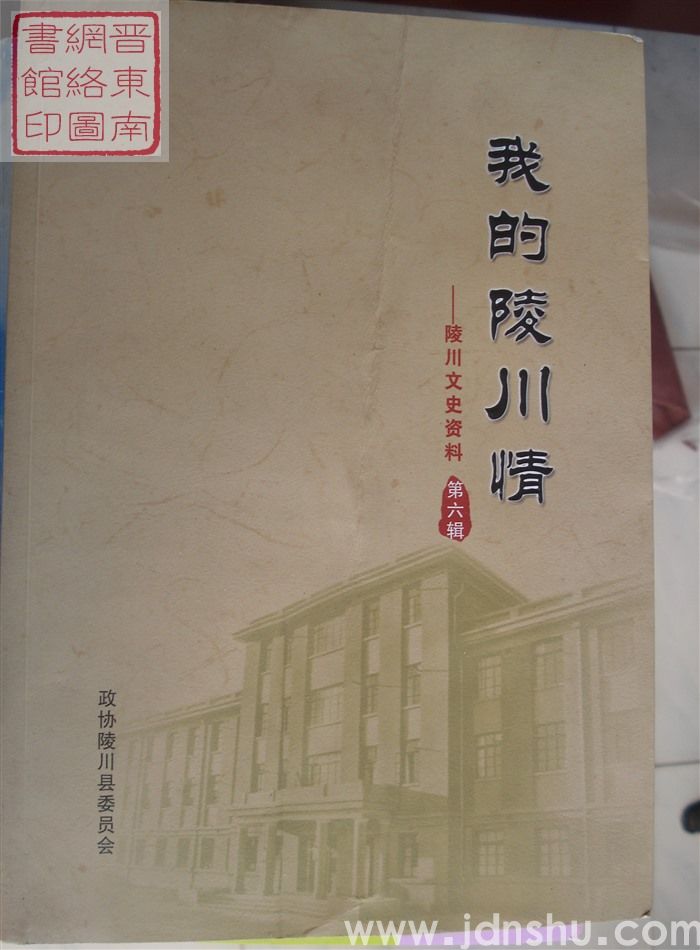 晋東南
網絡圖
書館印
我的陵川情
——陵川文史资料
第六辑
政协陵川县委员会
www.jdnshu.com